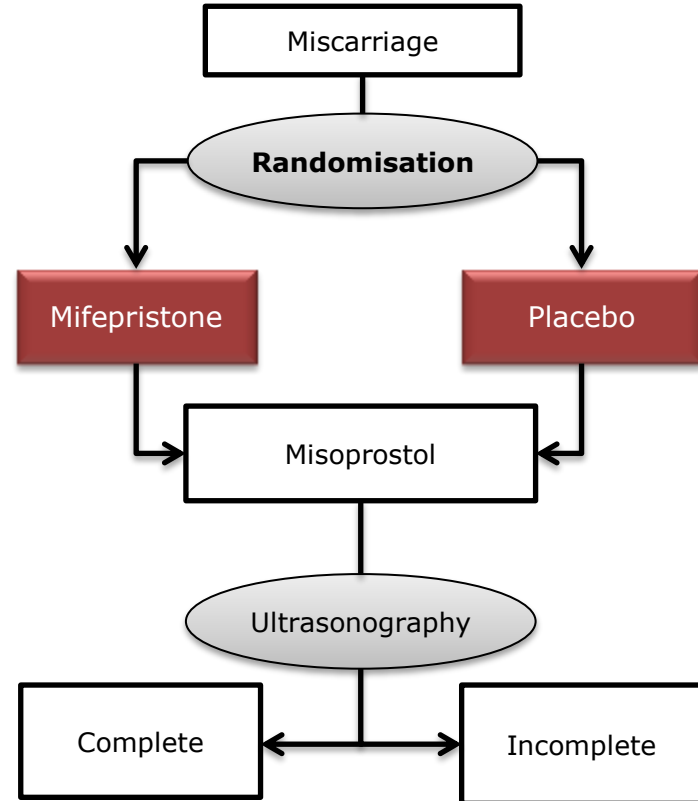 Miscarriage
Randomisation
Mifepristone
Placebo
Misoprostol
Ultrasonography
Complete
Incomplete